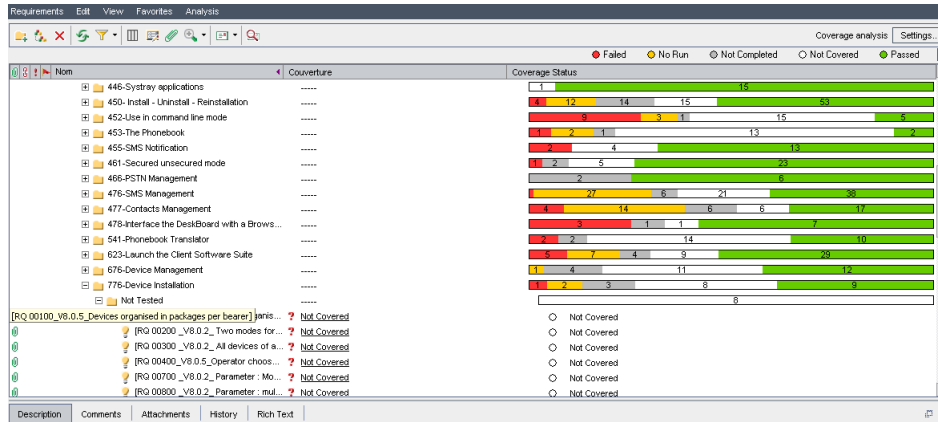 Requirements Edit View Favorites Analysis
Coverage analysis Settings...
Failed No Run Not Completed Not Covered Passed
Nom Couverture Coverage Status
446-Systray applications ----- 1 15
450- Install - Uninstall - Reinstallation ----- 4 12 14 15 53
452-Use in command line mode ----- 9 3 1 15 5
453-The Phonebook ----- 1 2 1 13 2
455-SMS Notification ----- 2 4 13
461-Secured unsecured mode ----- 1 2 5 23
466-PSTN Management ----- 2 6
476-SMS Management ----- 27 6 21 38
477-Contacts Management ----- 4 14 6 6 17
478-Interface the DeskBoard with a Brows... ----- 3 1 1 7
541-Phonebook Translator ----- 2 2 14 10
623-Launch the Client Software Suite ----- 5 7 4 9 29
676-Device Management ----- 1 4 11 12
776-Device Installation ----- 1 2 3 8 9
Not Tested ----- 8
[RQ 00100_V8.0.5_Devices organised in packages per bearer] janis... ? Not Covered Not Covered
[RQ 00200 _V8.0.2_ Two modes for... ? Not Covered Not Covered
[RQ 00300 _V8.0.2_ All devices of a... ? Not Covered Not Covered
[RQ 00400_V8.0.5_Operator choos... ? Not Covered Not Covered
[RQ 00700 _V8.0.2_ Parameter : Mo... ? Not Covered Not Covered
[RQ 00800 _V8.0.2_ Parameter : mul... ? Not Covered Not Covered
Description Comments Attachments History Rich Text